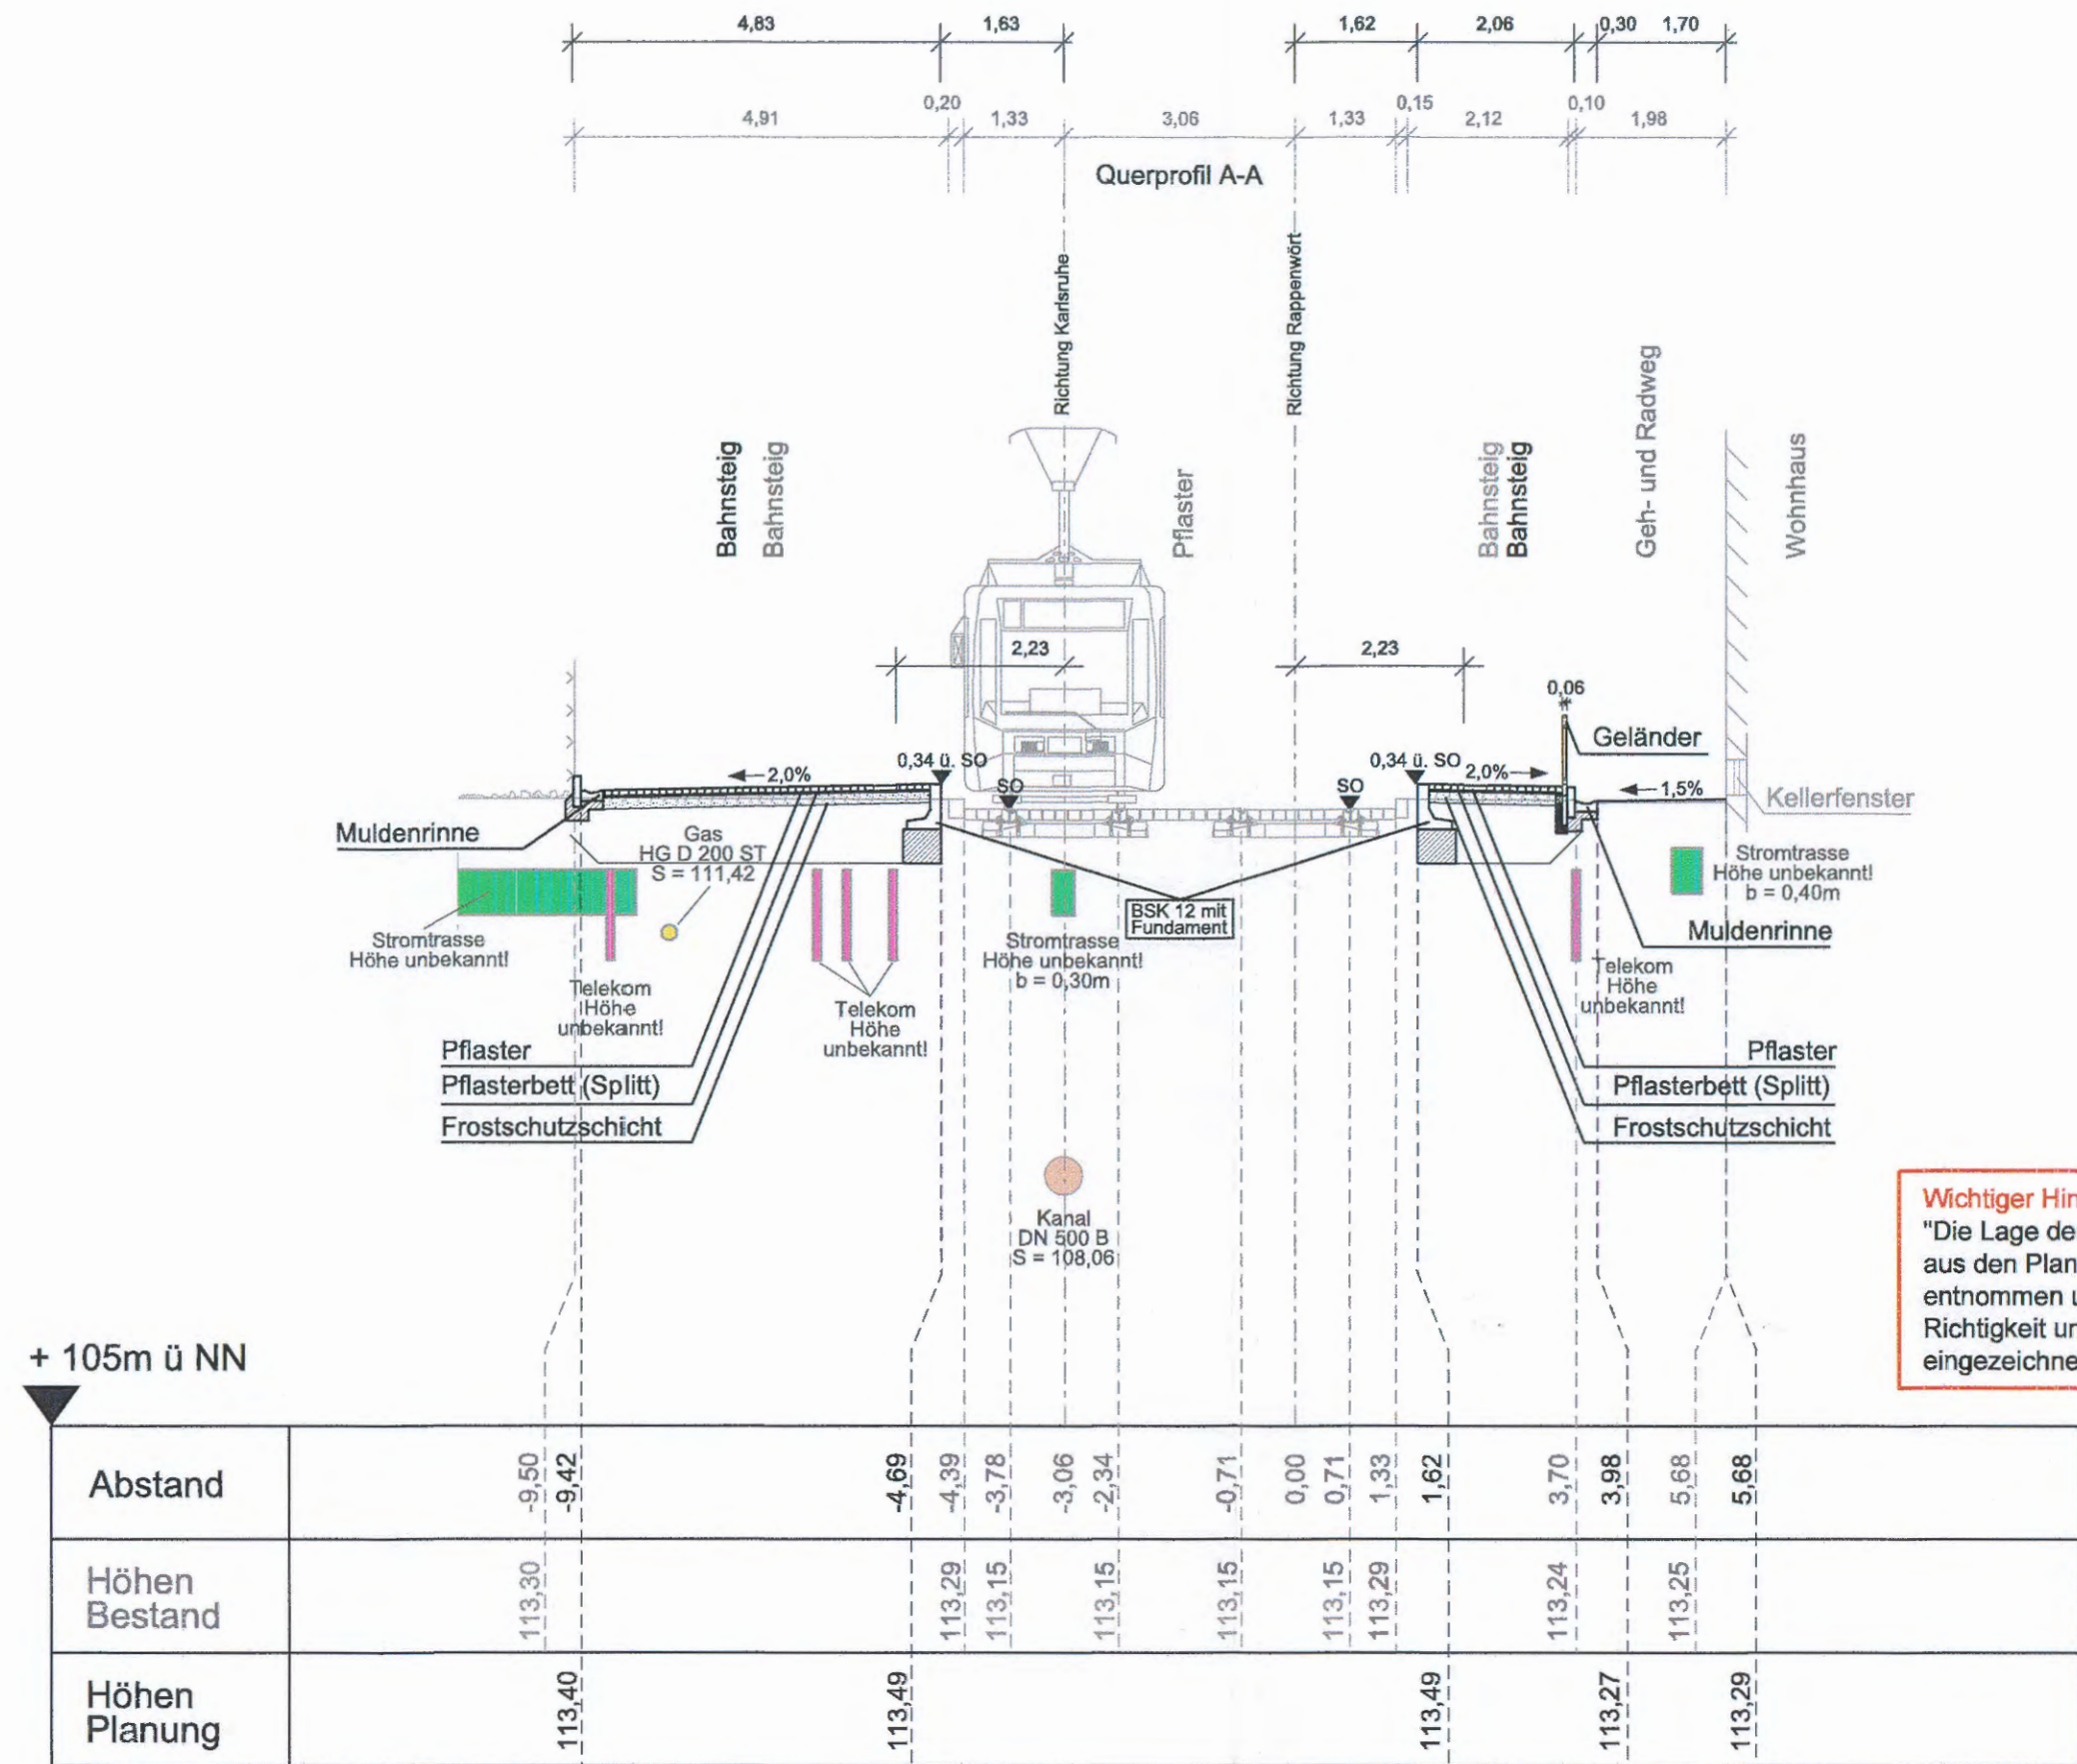 4,83
1,63
1,62
2,06
0,30
1,70
0,20
0,15
0,10
4,91
1,33
3,06
1,33
2,12
1,98
Querprofil A-A
Richtung Karlsruhe
Richtung Rappenwört
Bahnsteig
Bahnsteig
Pflaster
Bahnsteig
Bahnsteig
Geh- und Radweg
Wohnhaus
2,23
2,23
0,06
Geländer
0,34 ü. SO
0,34 ü. SO
2,0%
2,0%
1,5%
SO
SO
Kellerfenster
Muldenrinne
Gas
HG D 200 ST
S = 111,42
Stromtrasse
Höhe unbekannt!
b = 0,40m
BSK 12 mit
Fundament
Muldenrinne
Stromtrasse
Höhe unbekannt!
Stromtrasse
Höhe unbekannt!
b = 0,30m
Telekom
Höhe
unbekannt!
Telekom
Höhe
unbekannt!
Telekom
Höhe
unbekannt!
Pflaster
Pflasterbett (Splitt)
Frostschutzschicht
Pflaster
Pflasterbett (Splitt)
Frostschutzschicht
Kanal
DN 500 B
S = 108,06
Wichtiger Hin
"Die Lage de
aus den Plan
entnommen u
Richtigkeit un
eingezeichne
+ 105m ü NN
Abstand
-9,50
-9,42
-4,69
-4,39
-3,78
-3,06
-2,34
-0,71
0,00
0,71
1,33
1,62
3,70
3,98
5,68
5,68
Höhen
Bestand
113,30
113,29
113,15
113,15
113,15
113,15
113,29
113,24
113,25
Höhen
Planung
113,40
113,49
113,49
113,27
113,29